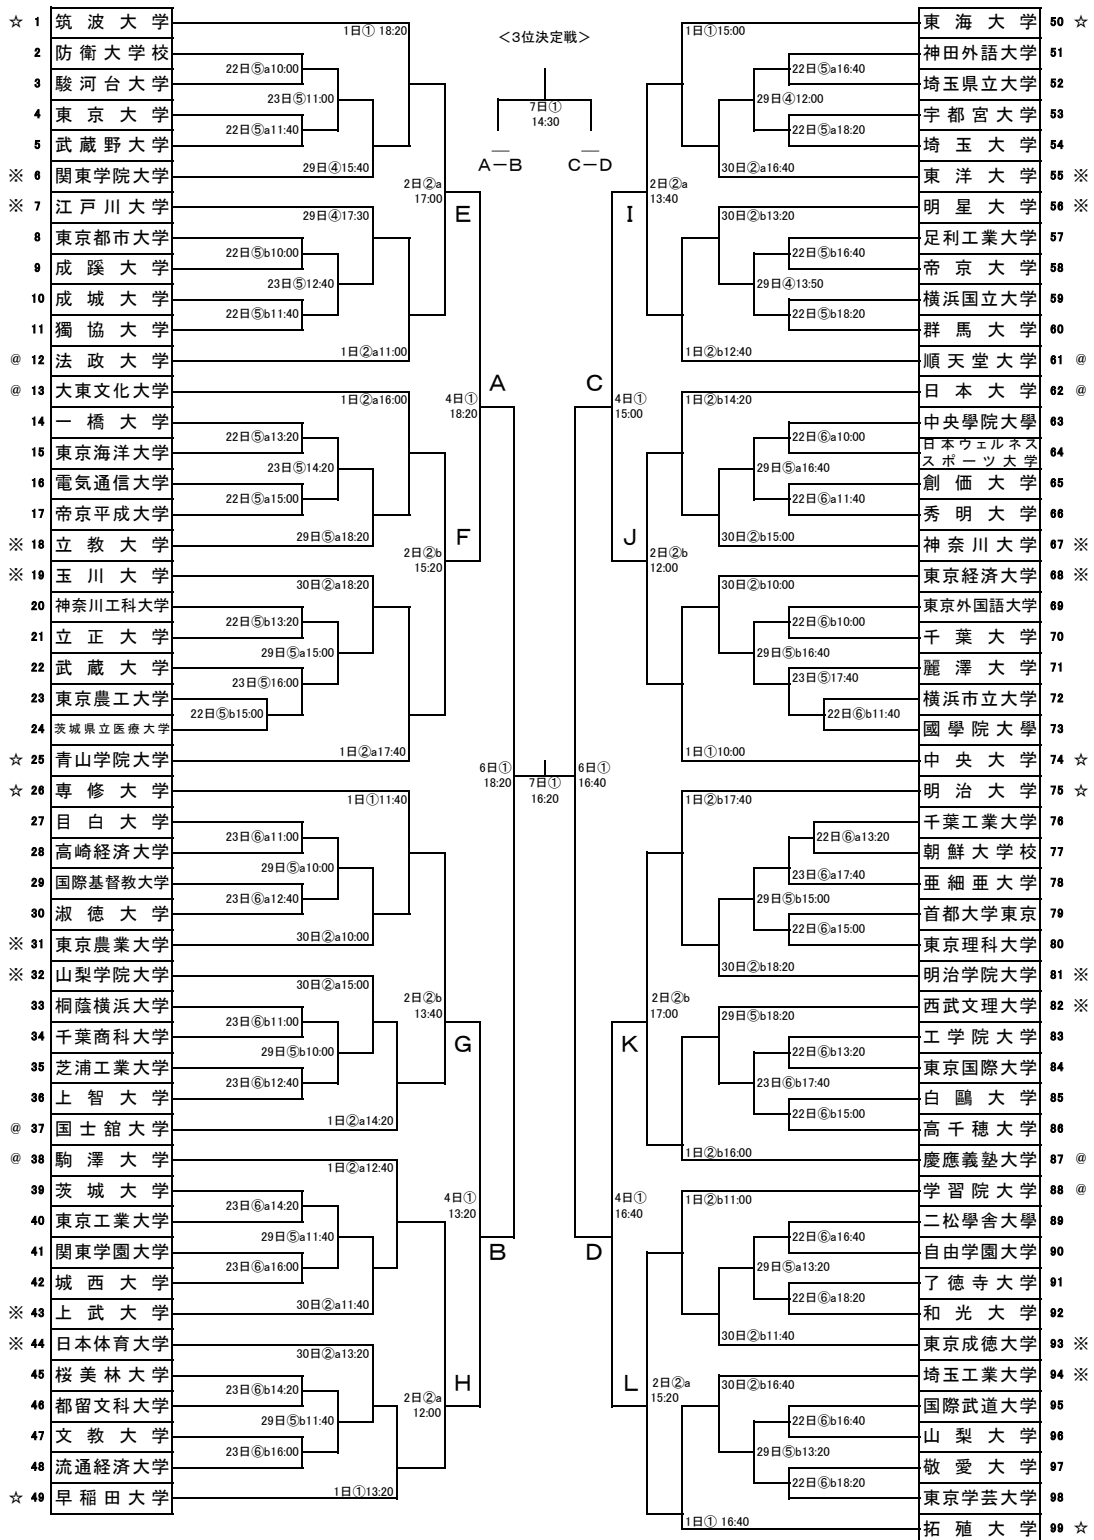 <3位決定戦>
7日①
14:30
A-B
C-D
☆ 1 筑波大学
1日① 18:20
2 防衛大学校
22日⑤a10:00
3 駿河台大学
23日⑤11:00
4 東京大学
22日⑤a11:40
5 武蔵野大学
29日④15:40
※ 6 関東学院大学
2日②a
17:00
E
※ 7 江戸川大学
29日④17:30
8 東京都市大学
22日⑤b10:00
9 成蹊大学
23日⑤12:40
10 成城大学
22日⑤b11:40
11 獨協大学
1日②a11:00
@ 12 法政大学
A
4日①
18:20
@ 13 大東文化大学
1日②a16:00
14 一橋大学
22日⑤a13:20
15 東京海洋大学
23日⑤14:20
16 電気通信大学
22日⑤a15:00
17 帝京平成大学
29日⑤a18:20
※ 18 立教大学
F
2日②b
15:20
※ 19 玉川大学
30日②a18:20
20 神奈川工科大学
22日⑤b13:20
21 立正大学
29日⑤a15:00
22 武蔵大学
23日⑤16:00
23 東京農工大学
22日⑤b15:00
24 茨城県立医療大学
1日②a17:40
☆ 25 青山学院大学
6日①
18:20
7日①
16:20
6日①
16:40
☆ 26 専修大学
1日①11:40
27 目白大学
23日⑥a11:00
28 高崎経済大学
29日⑤a10:00
29 国際基督教大学
23日⑥a12:40
30 淑徳大学
30日②a10:00
※ 31 東京農業大学
※ 32 山梨学院大学
30日②a15:00
2日②b
13:40
G
33 桐蔭横浜大学
23日⑥b11:00
34 千葉商科大学
29日⑤b10:00
35 芝浦工業大学
23日⑥b12:40
36 上智大学
1日②a14:20
@ 37 国士舘大学
@ 38 駒澤大学
1日②a12:40
4日①
13:20
B
39 茨城大学
23日⑥a14:20
40 東京工業大学
29日⑤a11:40
41 関東学園大学
23日⑥a16:00
42 城西大学
30日②a11:40
※ 43 上武大学
※ 44 日本体育大学
30日②a13:20
H
2日②a
12:00
45 桜美林大学
23日⑥b14:20
46 都留文科大学
29日⑤b11:40
47 文教大学
23日⑥b16:00
48 流通経済大学
1日①13:20
☆ 49 早稲田大学
1日①15:00
東海大学 50 ☆
神田外語大学 51
22日⑤a16:40
埼玉県立大学 52
29日④12:00
宇都宮大学 53
22日⑤a18:20
埼玉大学 54
30日②a16:40
東洋大学 55 ※
2日②a
13:40
I
明星大学 56 ※
30日②b13:20
足利工業大学 57
22日⑤b16:40
帝京大学 58
29日④13:50
横浜国立大学 59
22日⑤b18:20
群馬大学 60
1日②b12:40
順天堂大学 61 @
C
4日①
15:00
日本大学 62 @
1日②b14:20
中央學院大學 63
22日⑥a10:00
日本ウェルネス
スポーツ大学 64
29日⑤a16:40
創価大学 65
22日⑥a11:40
秀明大学 66
30日②b15:00
神奈川大学 67 ※
J
2日②b
12:00
東京経済大学 68 ※
30日②b10:00
東京外国語大学 69
22日⑥b10:00
千葉大学 70
29日⑤b16:40
麗澤大学 71
23日⑤17:40
横浜市立大学 72
22日⑥b11:40
國學院大學 73
1日①10:00
中央大学 74 ☆
明治大学 75 ☆
1日②b17:40
千葉工業大学 76
22日⑥a13:20
朝鮮大学校 77
23日⑥a17:40
亜細亜大学 78
29日⑤b15:00
首都大学東京 79
22日⑥a15:00
東京理科大学 80
30日②b18:20
明治学院大学 81 ※
2日②b
17:00
K
西武文理大学 82 ※
29日⑤b18:20
工学院大学 83
22日⑥b13:20
東京国際大学 84
23日⑥b17:40
白鷗大学 85
22日⑥b15:00
高千穂大学 86
1日②b16:00
慶應義塾大学 87 @
4日①
16:40
D
学習院大学 88 @
1日②b11:00
二松學舎大學 89
22日⑥a16:40
自由学園大学 90
29日⑤a13:20
了徳寺大学 91
22日⑥a18:20
和光大学 92
30日②b11:40
東京成徳大学 93 ※
L
2日②a
15:20
埼玉工業大学 94 ※
30日②b16:40
国際武道大学 95
22日⑥b16:40
山梨大学 96
29日⑤b13:20
敬愛大学 97
22日⑥b18:20
東京学芸大学 98
1日① 16:40
拓殖大学 99 ☆